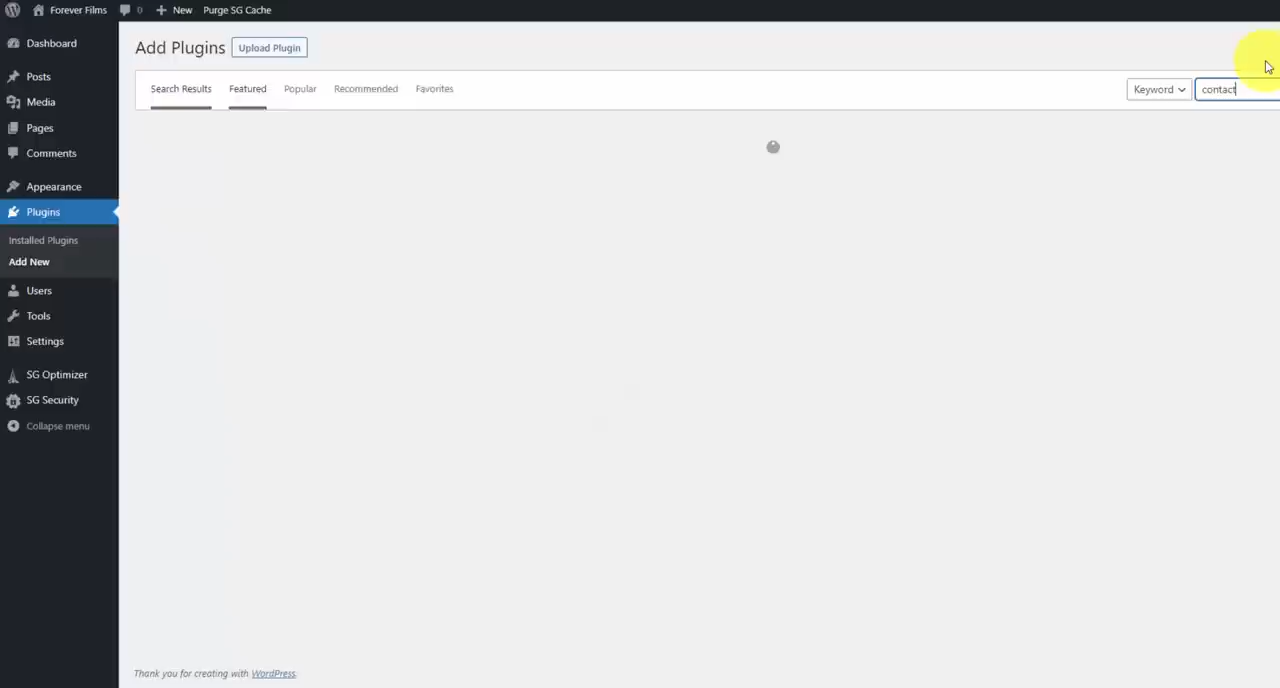 Forever Films 0 New Purge SG Cache
Dashboard
Posts
Media
Pages
Comments
Appearance
Plugins
Installed Plugins
Add New
Users
Tools
Settings
SG Optimizer
SG Security
Collapse menu
Add Plugins Upload Plugin
Search Results Featured Popular Recommended Favorites
Keyword contact
Thank you for creating with WordPress.